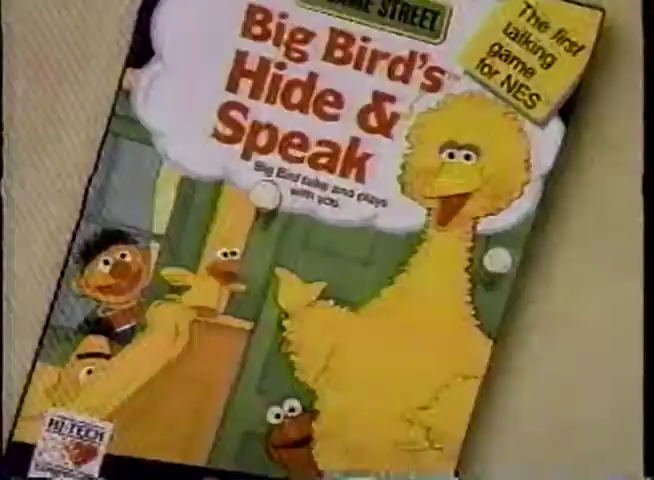 STREET
Big Bird's
Hide &
Speak
Big Bird talks and plays
with you
The first
talking
game
for NES
HI TECH